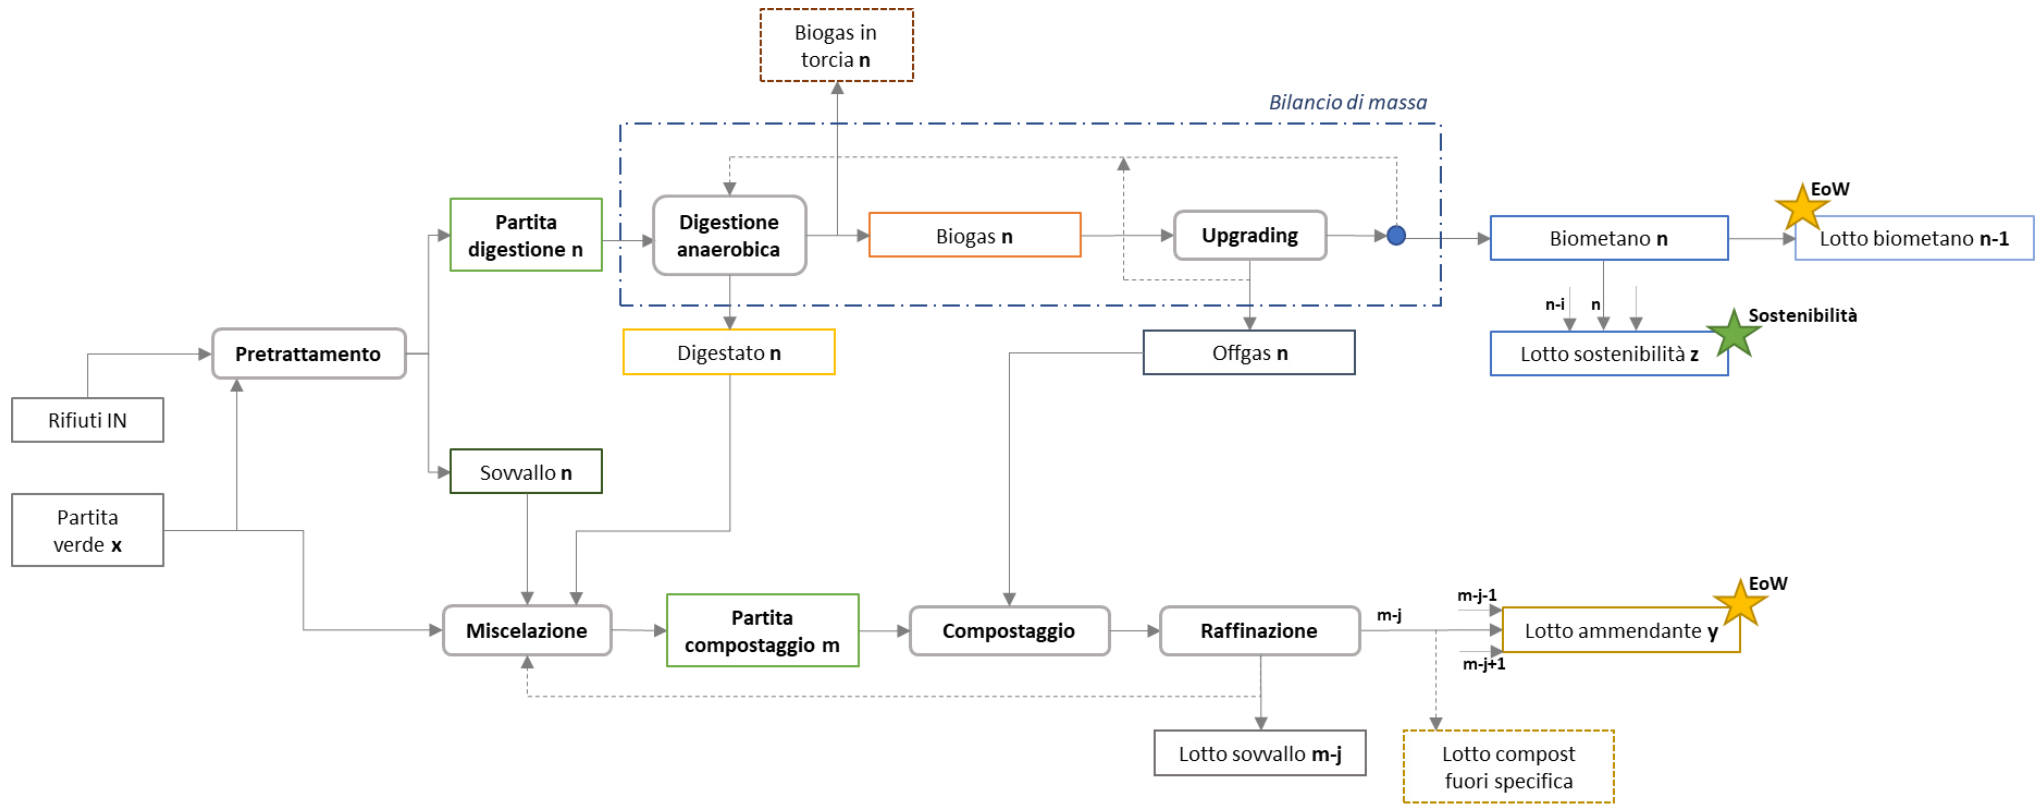 Biogas in
torcia n
Bilancio di massa
Partita
digestione n
Digestione
anaerobica
Biogas n
Upgrading
Biometano n
EoW
Lotto biometano n-1
n-i
n
Sostenibilità
Lotto sostenibilità z
Pretrattamento
Digestato n
Offgas n
Rifiuti IN
Sovvallo n
Partita
verde x
Miscelazione
Partita
compostaggio m
Compostaggio
Raffinazione
m-j
m-j-1
m-j+1
EoW
Lotto ammendante y
Lotto sovvallo m-j
Lotto compost
fuori specifica